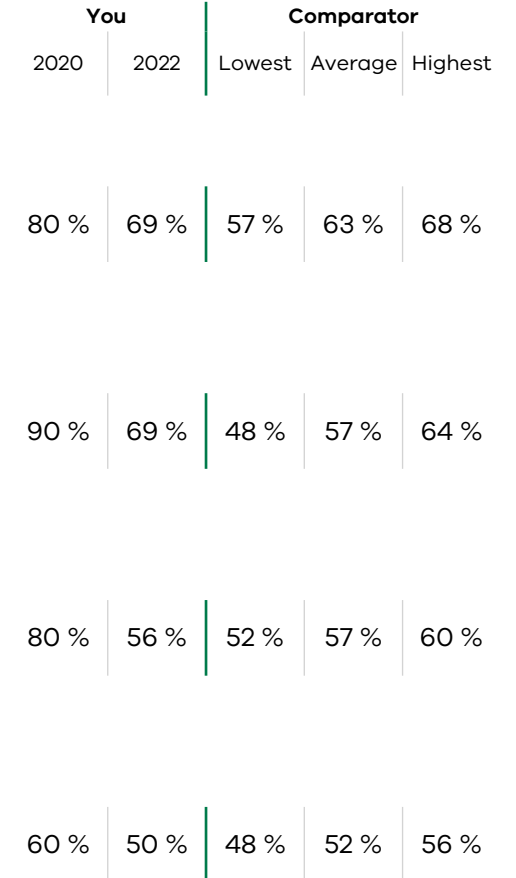 You Comparator
2020 2022 Lowest Average Highest
80 % 69 % 57 % 63 % 68 %
90 % 69 % 48 % 57 % 64 %
80 % 56 % 52 % 57 % 60 %
60 % 50 % 48 % 52 % 56 %